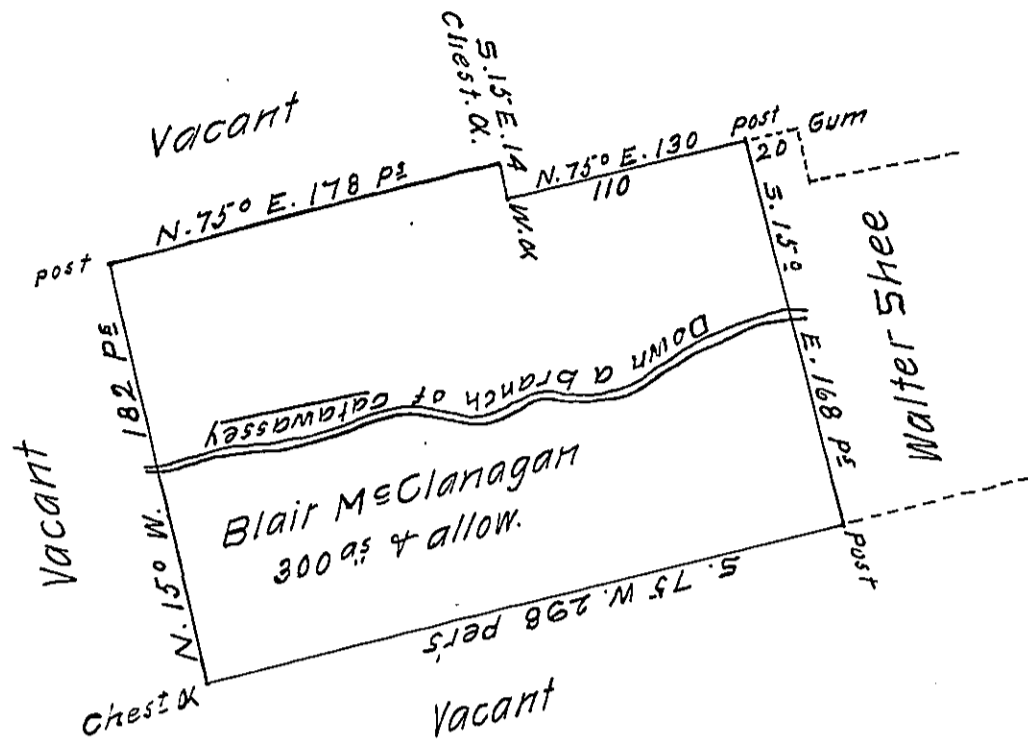 Vacant
S. 15 E. 14
Chest. α.
post
Gum
20
N. 75° E. 130
110
N. 75° E. 178 Ps
W. α
post
S. 15°
E. 168 ps
Walter Shee
182 Ps
N. 15° W.
Vacant
Down a branch of Catawassey
Blair McClanagan
300 as & allow.
post
S. 75 W. 298 per's
Chest α
Vacant